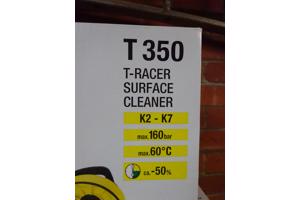 T 350
T-RACER
SURFACE
CLEANER
K2 - K7
max.160bar
max.60°C
ca.-50%